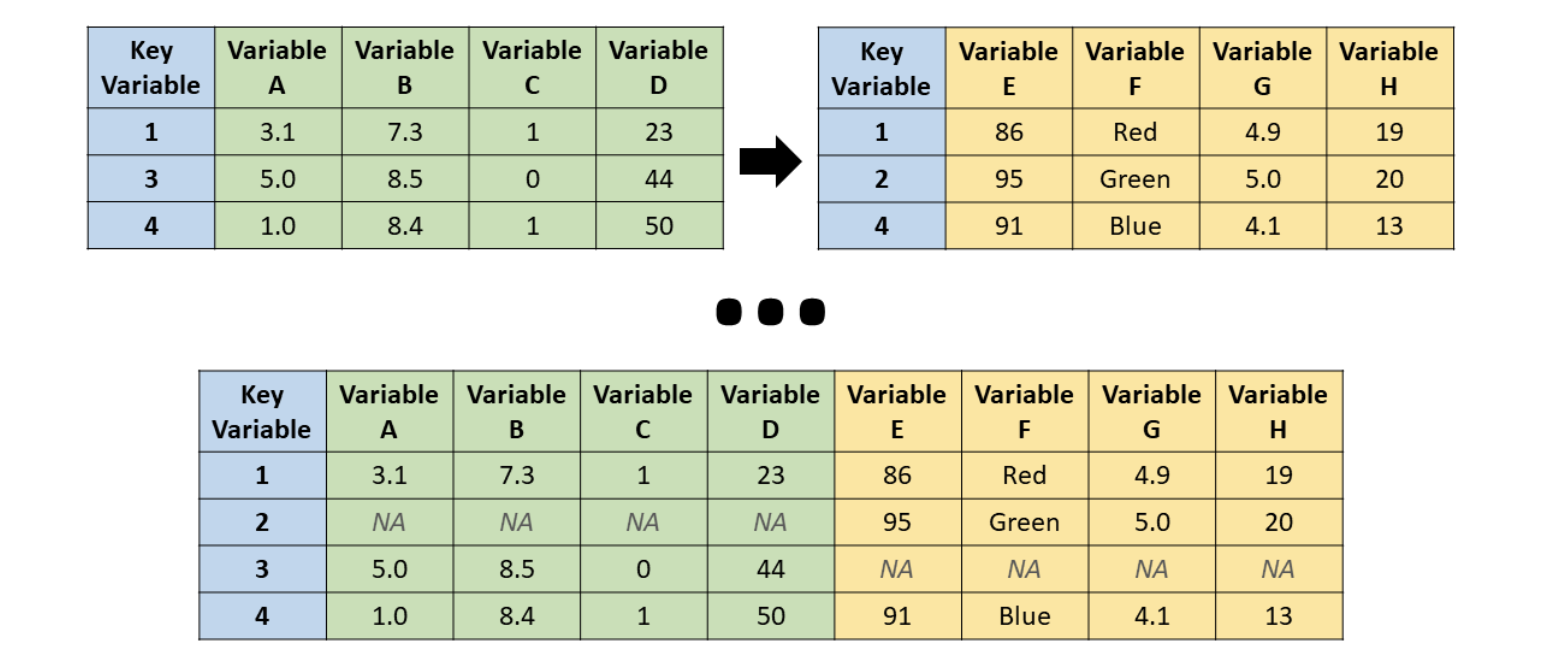 Key Variable Variable A Variable B Variable C Variable D
1 3.1 7.3 1 23
3 5.0 8.5 0 44
4 1.0 8.4 1 50
Key Variable Variable E Variable F Variable G Variable H
1 86 Red 4.9 19
2 95 Green 5.0 20
4 91 Blue 4.1 13
Key Variable Variable A Variable B Variable C Variable D Variable E Variable F Variable G Variable H
1 3.1 7.3 1 23 86 Red 4.9 19
2 NA NA NA NA 95 Green 5.0 20
3 5.0 8.5 0 44 NA NA NA NA
4 1.0 8.4 1 50 91 Blue 4.1 13